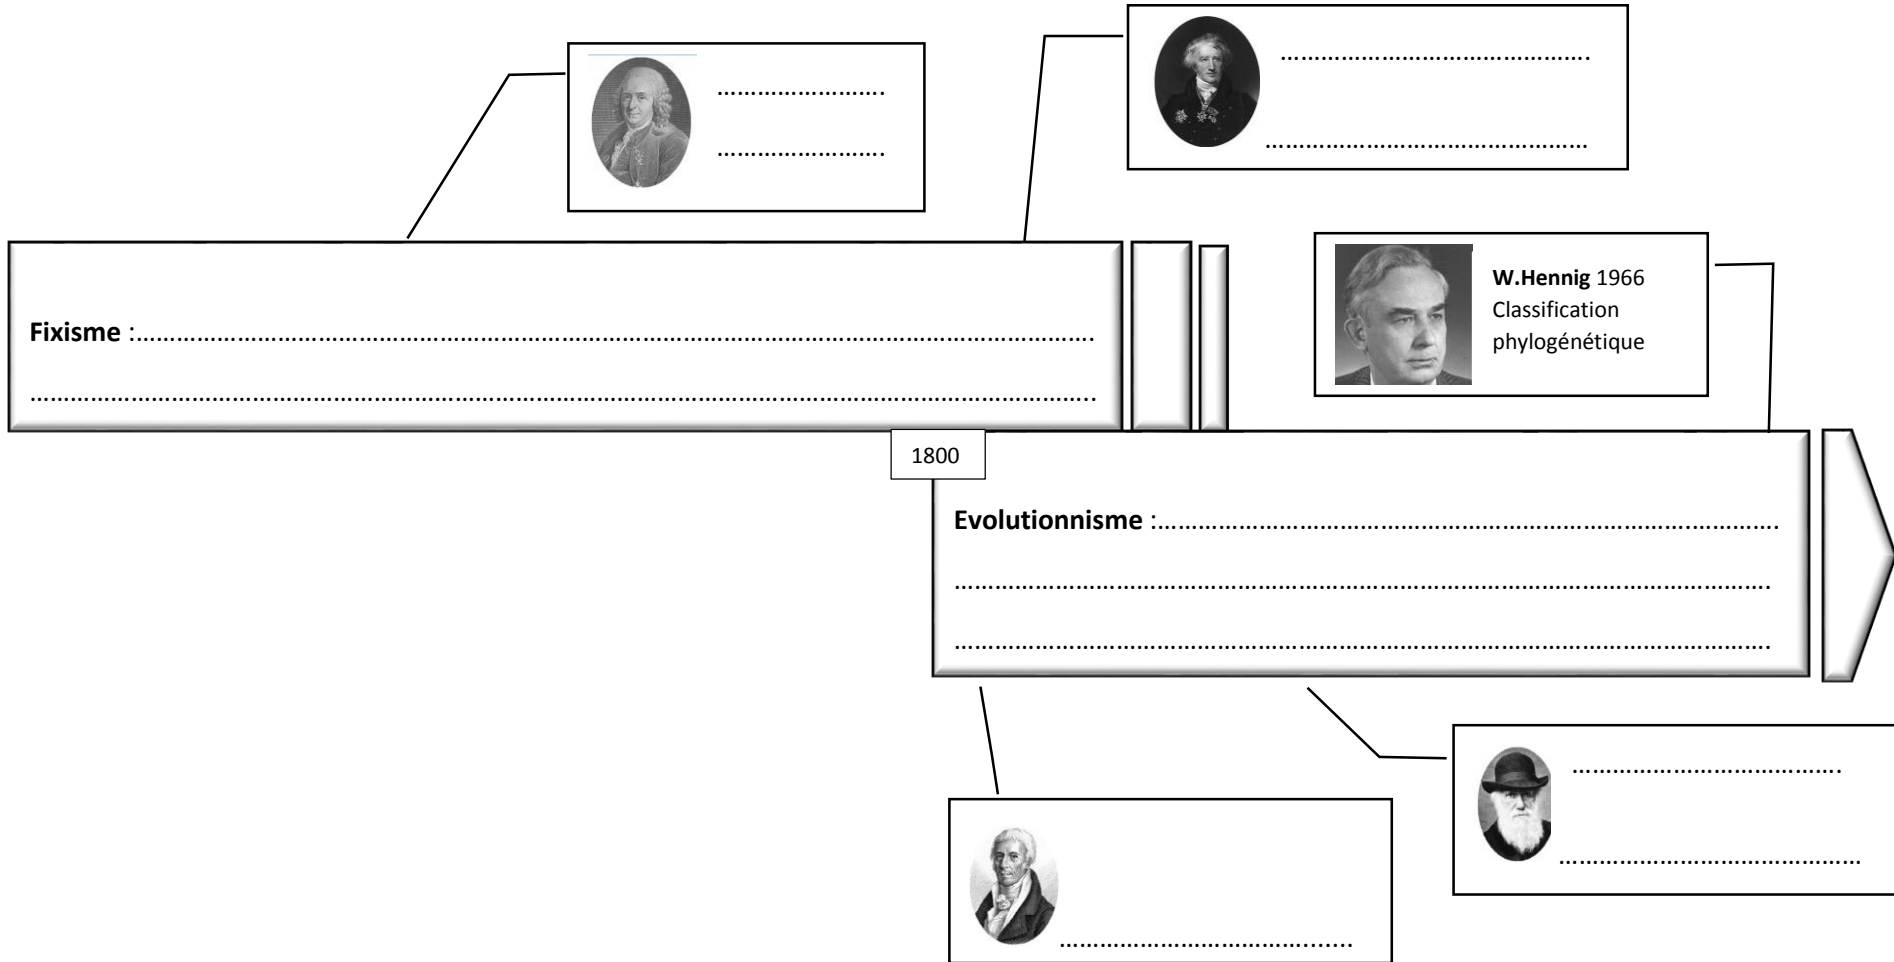 ……………………
……………………
………………………………………
………………………………………
Fixisme :………………………………………………………………………………………………………………
………………………………………………………………………………………………………………………
W.Hennig 1966
Classification
phylogénétique
1800
Evolutionnisme :………………………………………………………………………………
………………………………………………………………………………………………………
………………………………………………………………………………………………………
…………………………………
……………………………………
……………………………………